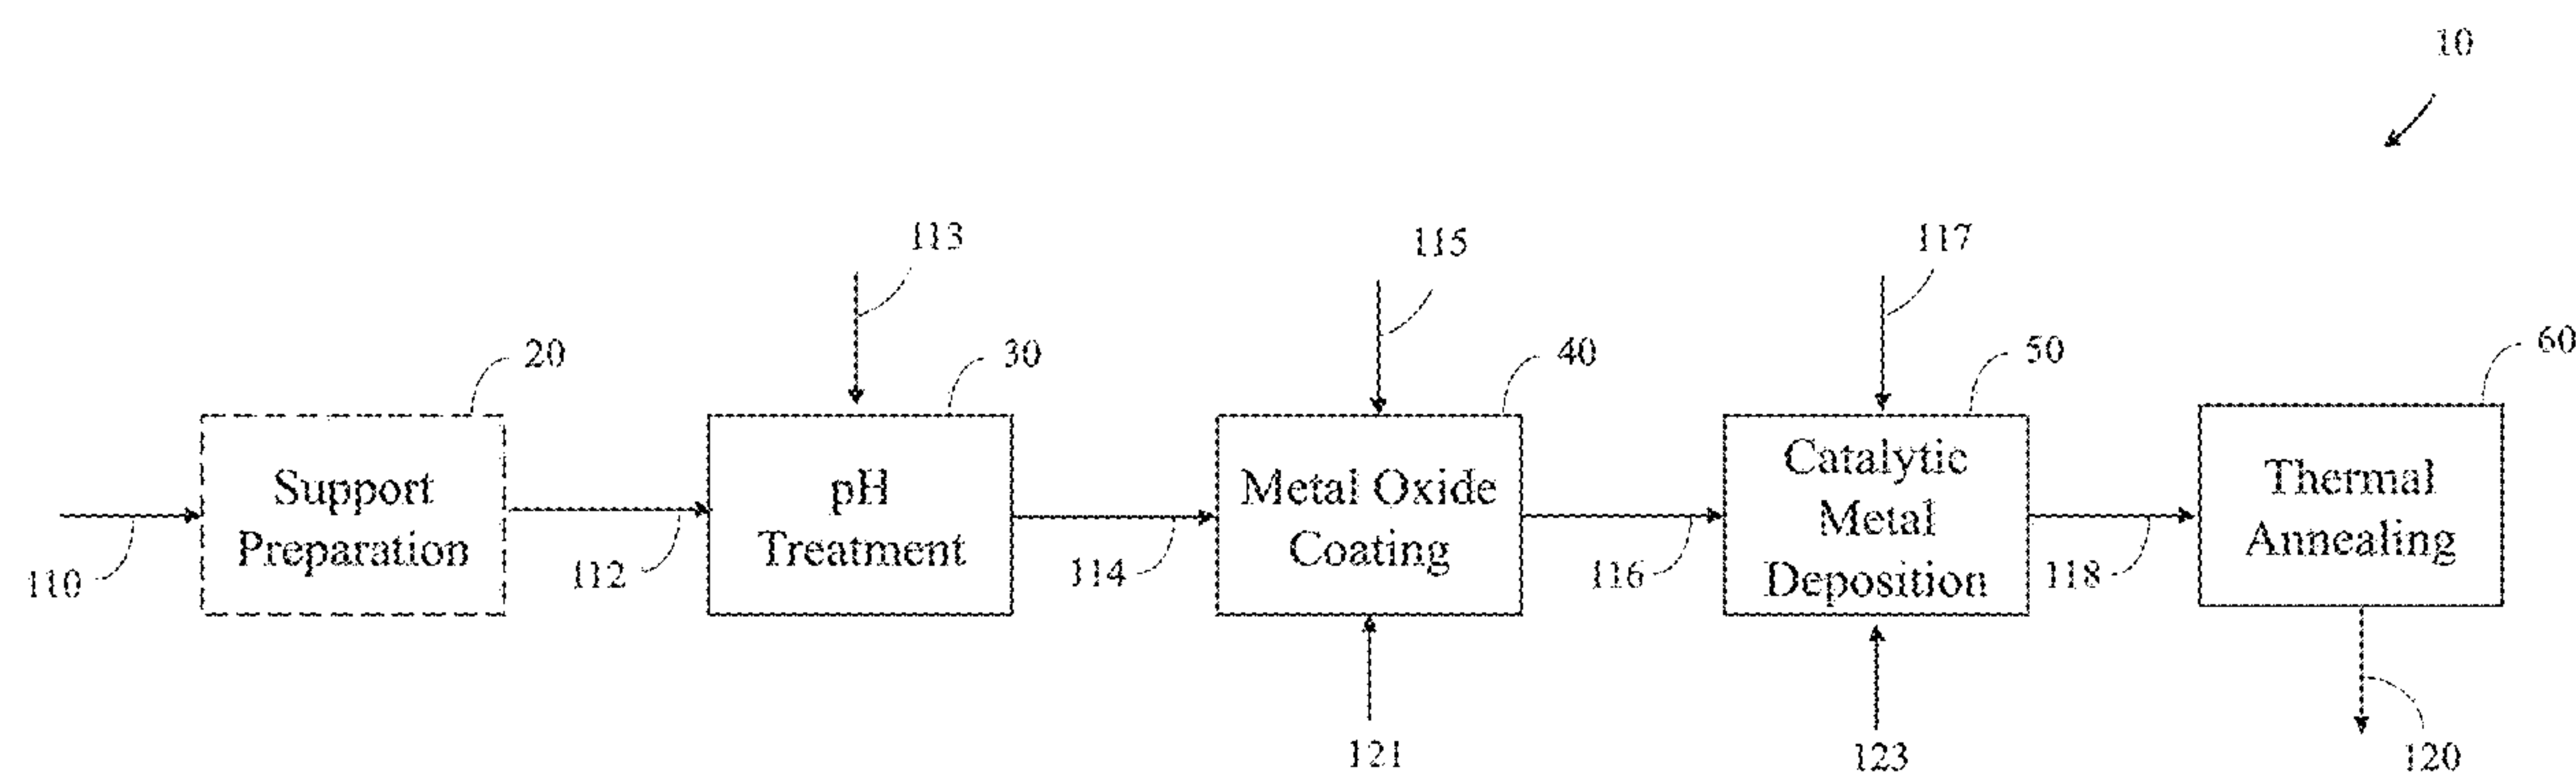 10
113
115
117
20
30
40
50
60
Support
Preparation
pH
Treatment
Metal Oxide
Coating
Catalytic
Metal
Deposition
Thermal
Annealing
110
112
114
116
118
121
123
120